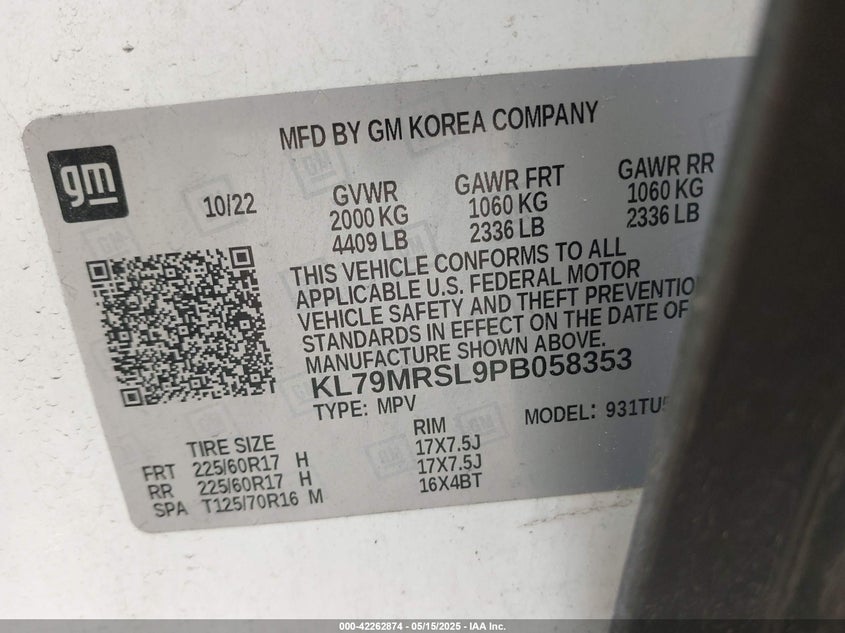 MFD BY GM KOREA COMPANY
gm
10/22
GVWR
2000 KG
4409 LB
GAWR FRT
1060 KG
2336 LB
GAWR RR
1060 KG
2336 LB
THIS VEHICLE CONFORMS TO ALL
APPLICABLE U.S. FEDERAL MOTOR
VEHICLE SAFETY AND THEFT PREVENTIO
STANDARDS IN EFFECT ON THE DATE OF
MANUFACTURE SHOWN ABOVE.
KL79MRSL9PB058353
TYPE: MPV
MODEL: 931TU
TIRE SIZE
RIM
FRT 225/60R17 H 17X7.5J
RR 225/60R17 H 17X7.5J
SPA T125/70R16 M 16X4BT
000-42262874 - 05/15/2025 - IAA Inc.